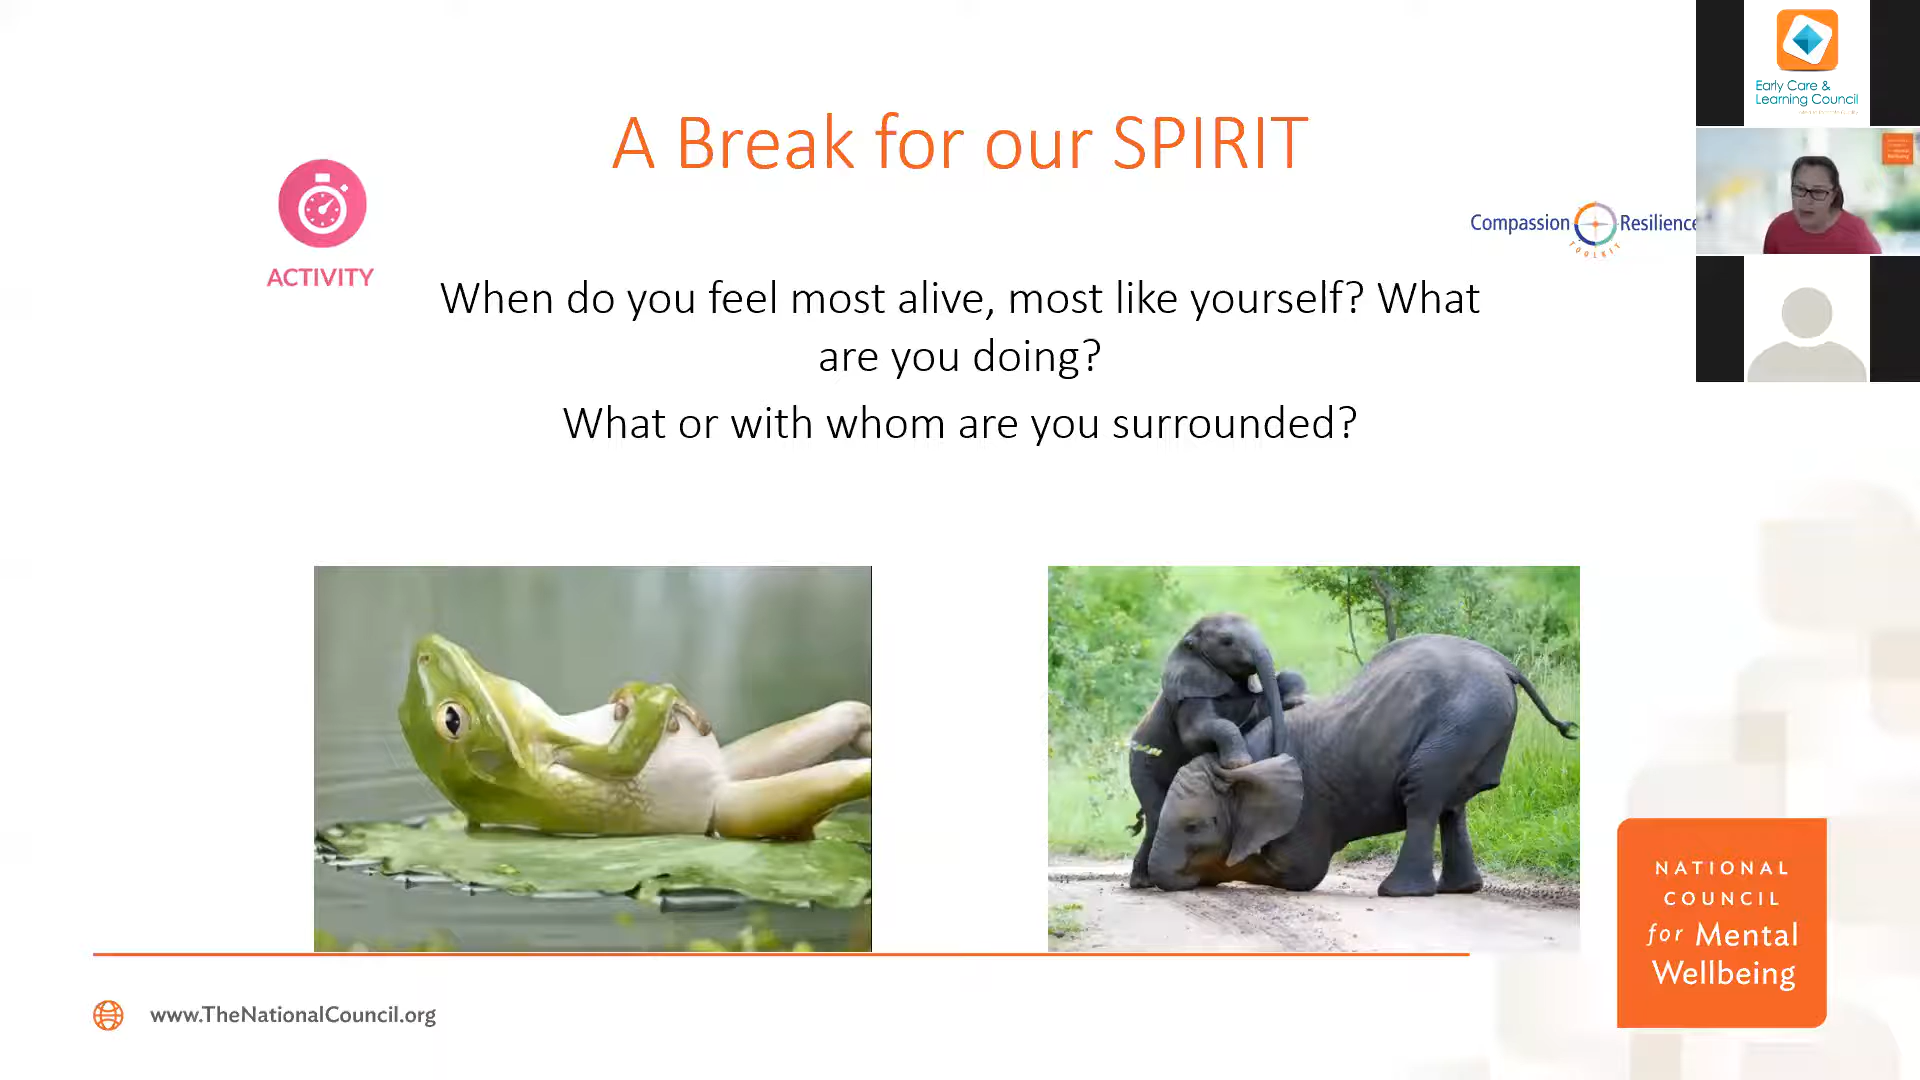 A Break for our SPIRIT
ACTIVITY
Compassion Resilience
TOOLKIT
When do you feel most alive, most like yourself? What
are you doing?
What or with whom are you surrounded?
Early Care &
Learning Council
NATIONAL
COUNCIL
for Mental
Wellbeing
www.TheNationalCouncil.org